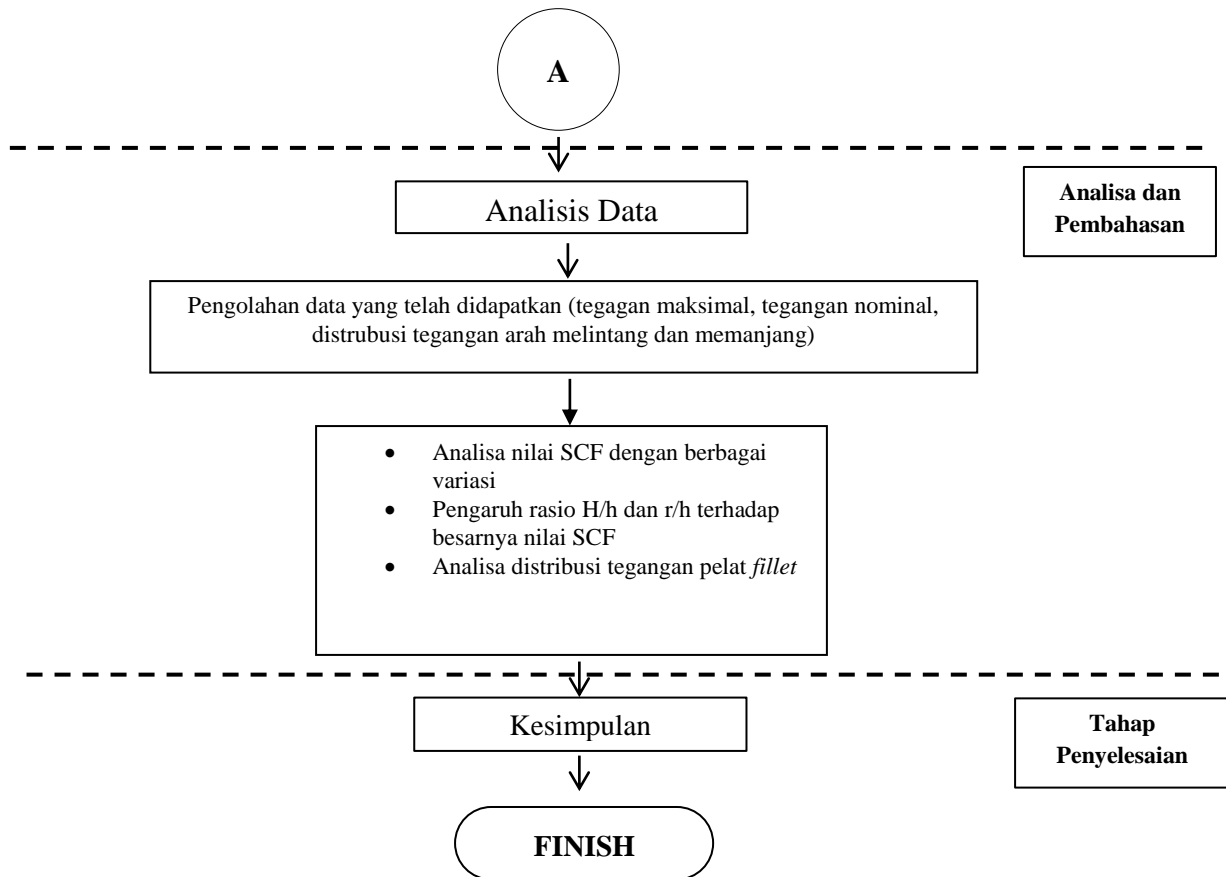 A
Analisis Data
Analisa dan
Pembahasan
Pengolahan data yang telah didapatkan (tegagan maksimal, tegangan nominal,
distrubusi tegangan arah melintang dan memanjang)
• Analisa nilai SCF dengan berbagai
variasi
• Pengaruh rasio H/h dan r/h terhadap
besarnya nilai SCF
• Analisa distribusi tegangan pelat fillet
Kesimpulan
Tahap
Penyelesaian
FINISH